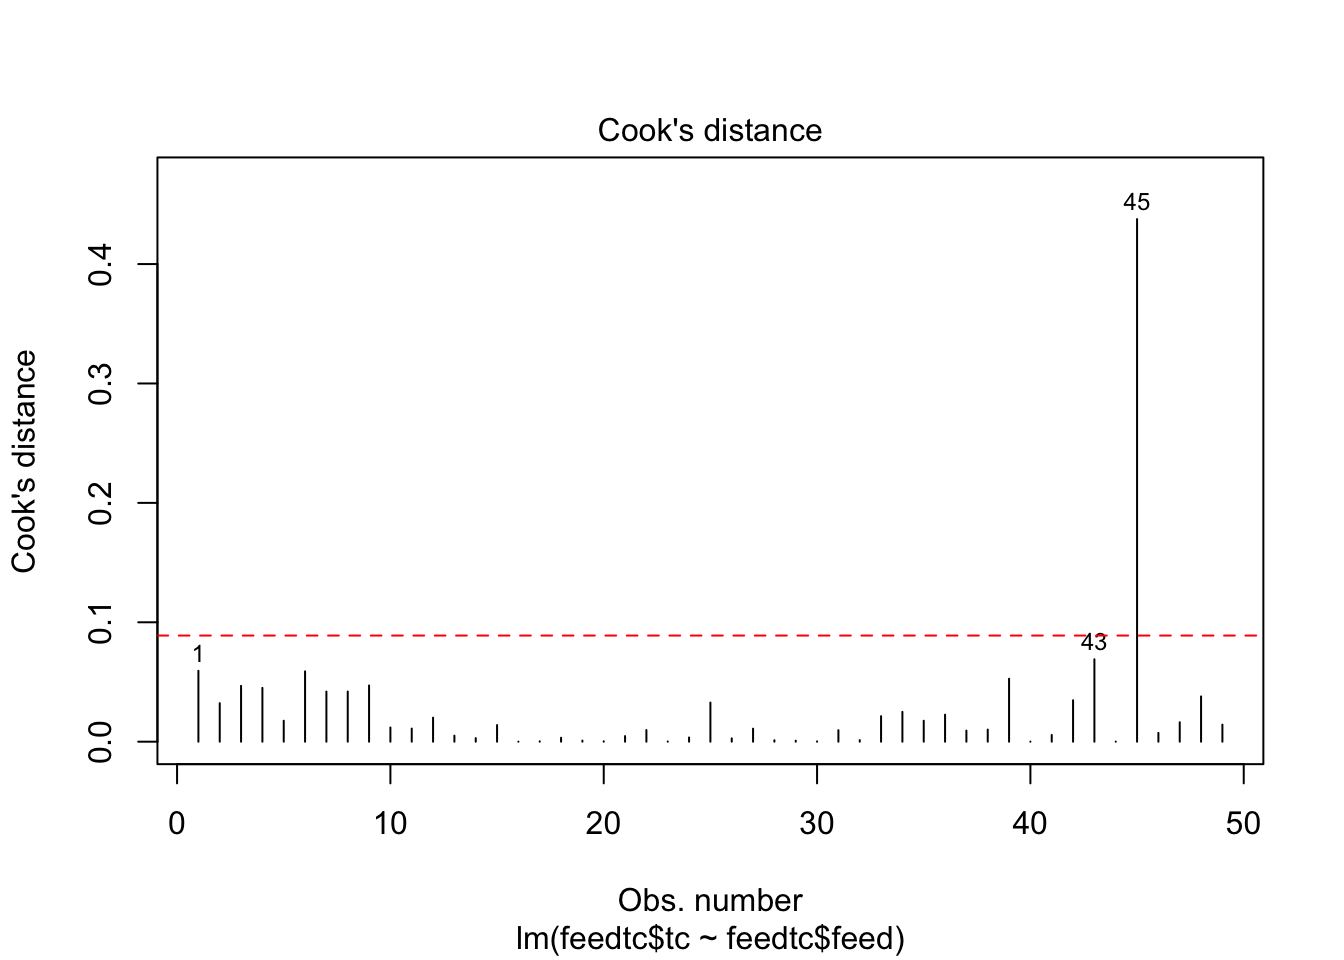 Cook's distance
Cook's distance
0.0 0.1 0.2 0.3 0.4
1
43
45
0 10 20 30 40 50
Obs. number
lm(feedtc$tc ~ feedtc$feed)